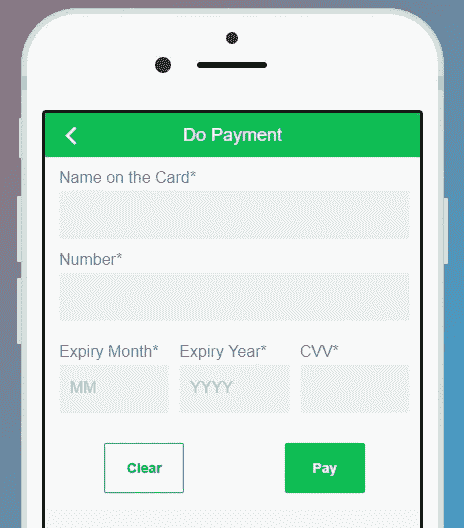 Do Payment
Name on the Card*
Number*
Expiry Month* Expiry Year* CVV*
MM YYYY
Clear Pay